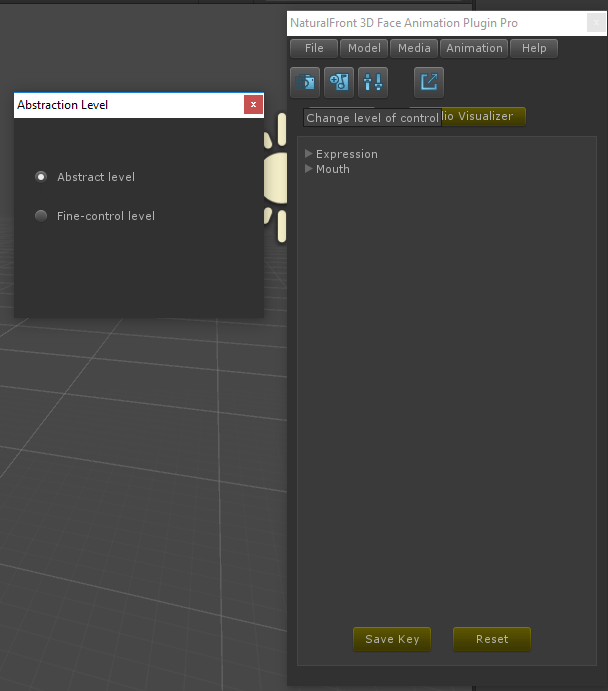 NaturalFront 3D Face Animation Plugin Pro
File Model Media Animation Help
Abstraction Level
Change level of control
Visualizer
Expression
Mouth
Abstract level
Fine-control level
Save Key Reset